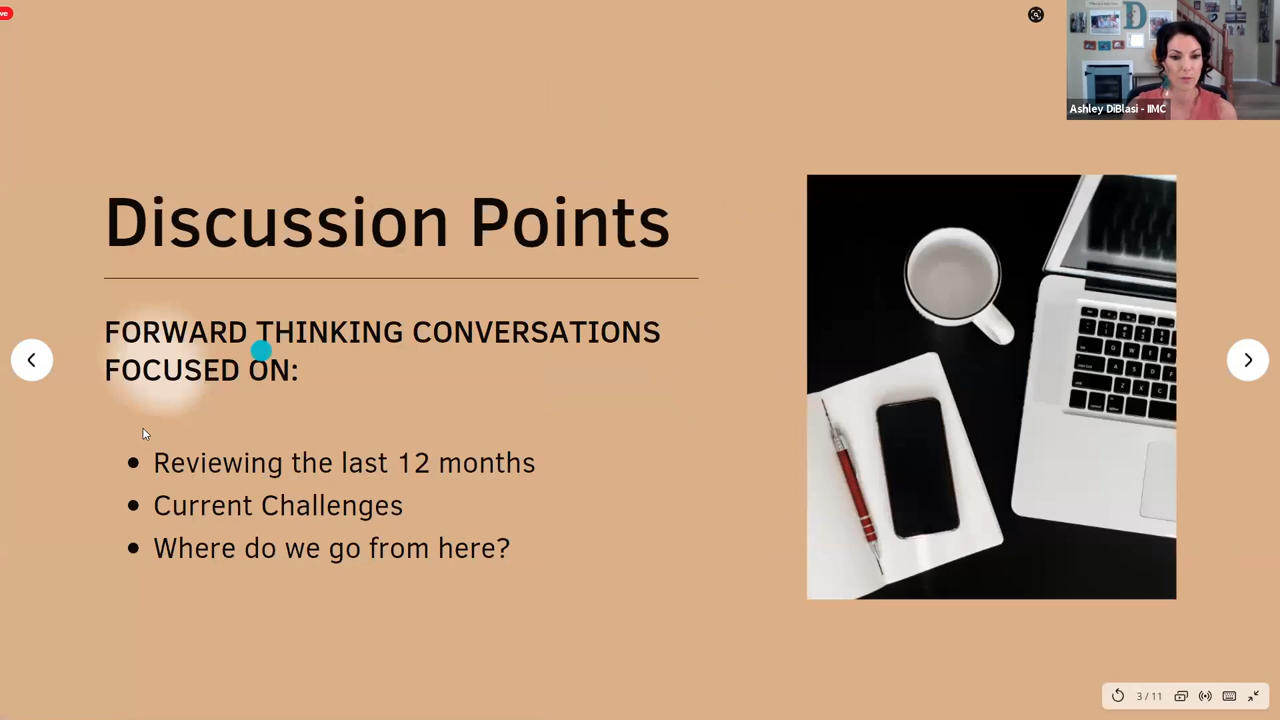 ve
Ashley DiBlasi - IIMC
Discussion Points
FORWARD THINKING CONVERSATIONS
FOCUSED ON:
Reviewing the last 12 months
Current Challenges
Where do we go from here?
3 / 11